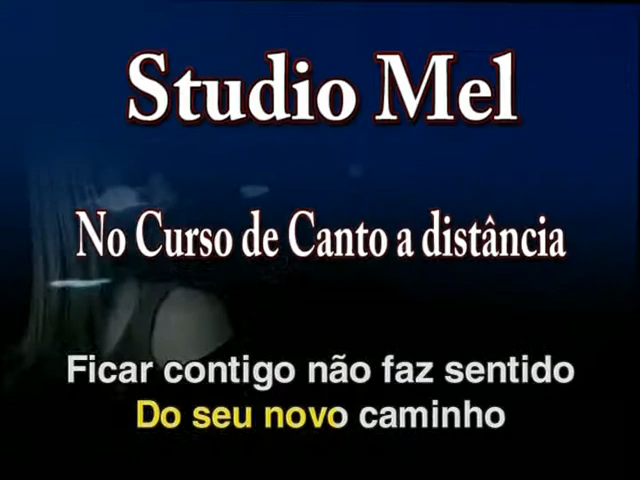 Studio Mel
No Curso de Canto a distância
Ficar contigo não faz sentido
Do seu novo caminho